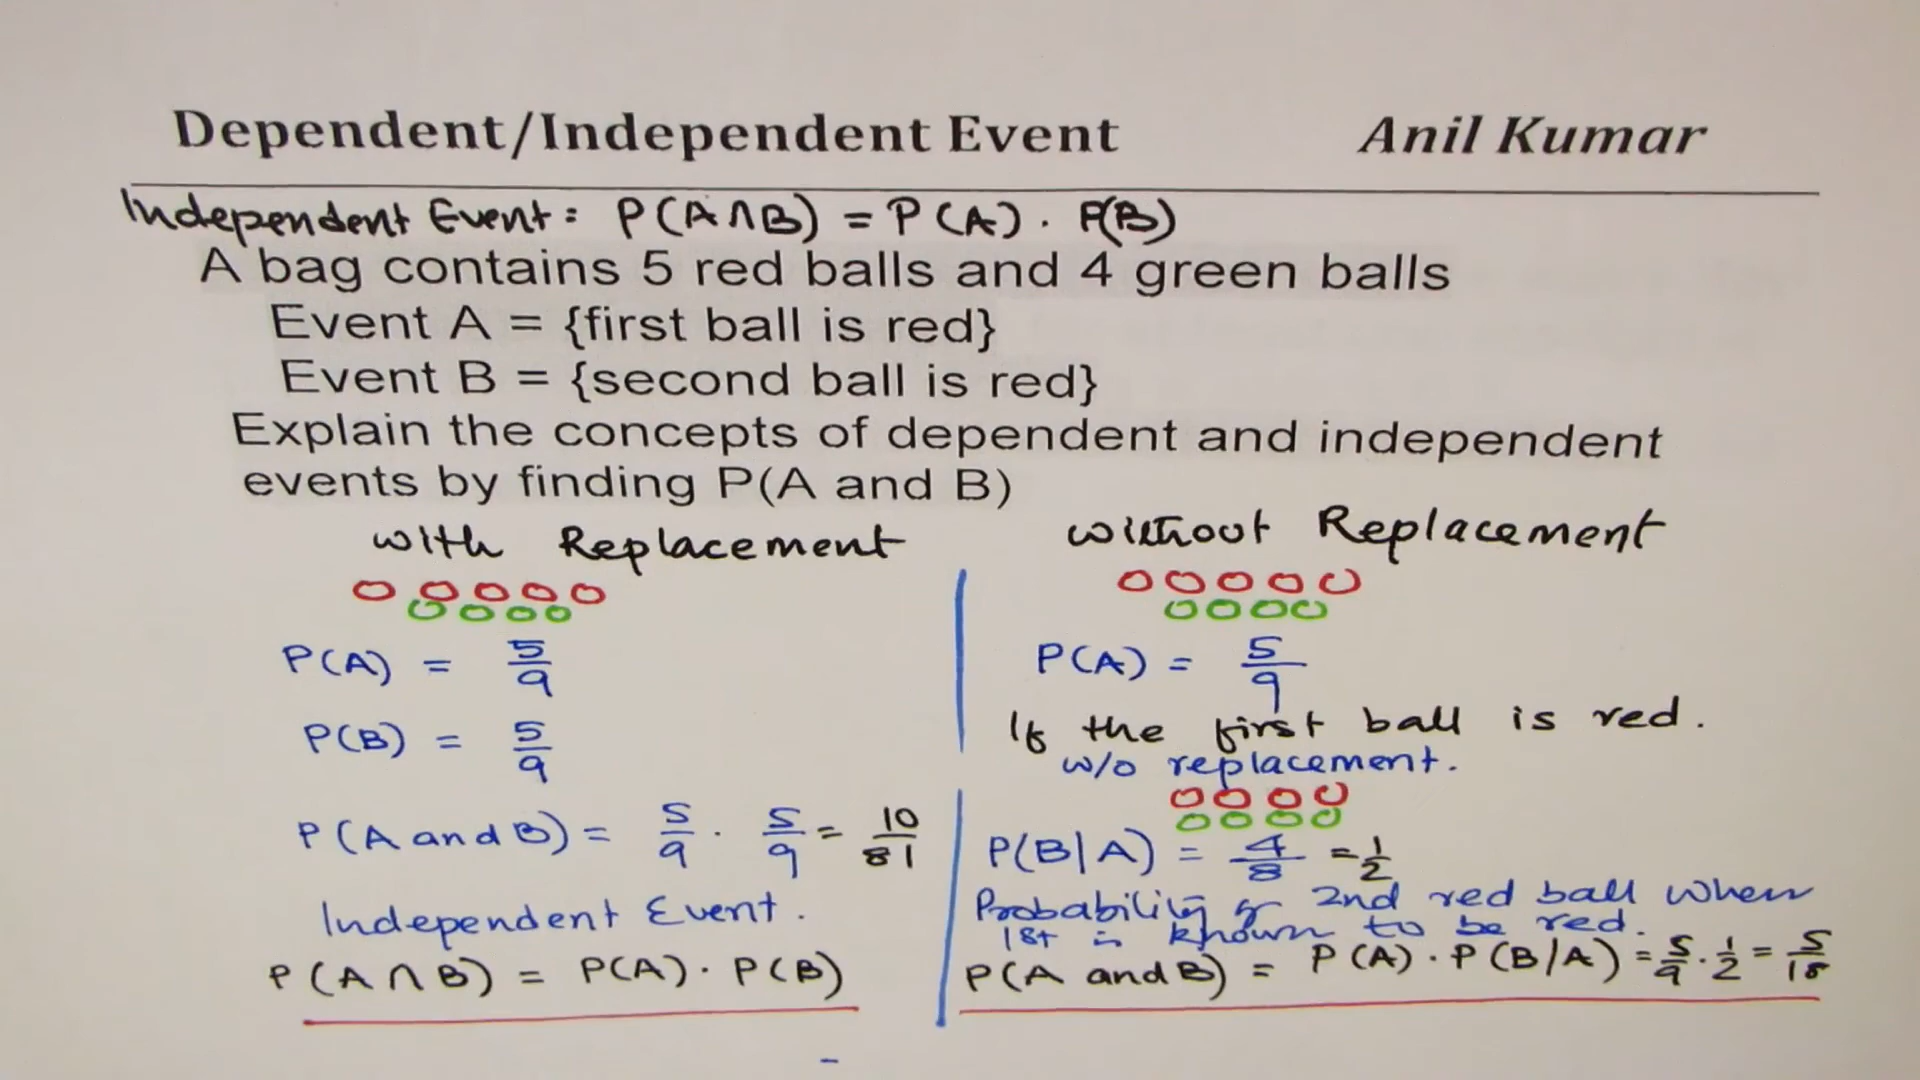 Dependent/Independent Event Anil Kumar
Independent Event: P(A∩B) = P(A) · P(B)
A bag contains 5 red balls and 4 green balls
Event A = {first ball is red}
Event B = {second ball is red}
Explain the concepts of dependent and independent
events by finding P(A and B)
With Replacement
P(A) = 5/9
P(B) = 5/9
P(A and B) = 5/9 · 5/9 = 10/81
Independent Event.
P(A∩B) = P(A) · P(B)
without Replacement
P(A) = 5/9
If the first ball is red.
w/o replacement.
P(B|A) = 4/8 = 1/2
Probability of 2nd red ball when
1st is known to be red.
P(A and B) = P(A) · P(B/A) = 5/9 · 1/2 = 5/18